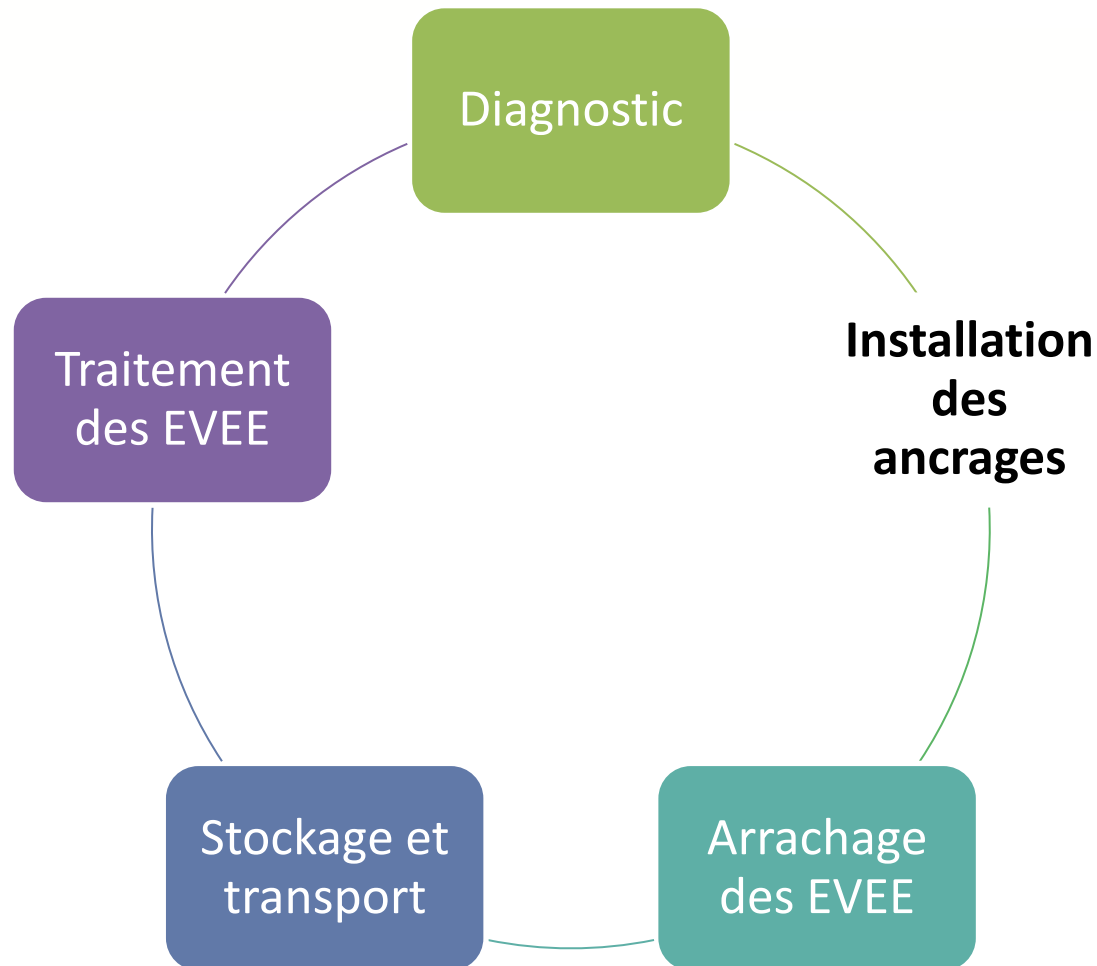 Diagnostic
Installation
des
ancrages
Arrachage
des EVEE
Stockage et
transport
Traitement
des EVEE